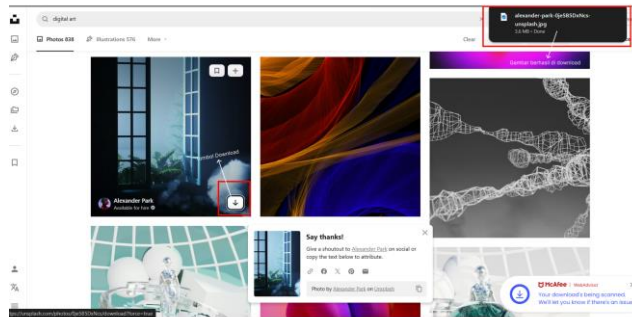 digital art
Photos 838
Illustrations 576
More
Clear
alexander-park-
unsplash.jpg
3.6 MB • Done
Gambar berhasil di download
Simbol Download
Alexander Park
Available for hire
Say thanks!
Give a shoutout to Alexander Park on social or
copy the text below to attribute.
Photo by Alexander Park on Unsplash
McAfee | WebAdvisor
Your download's being scanned.
We'll let you know if there's an issue